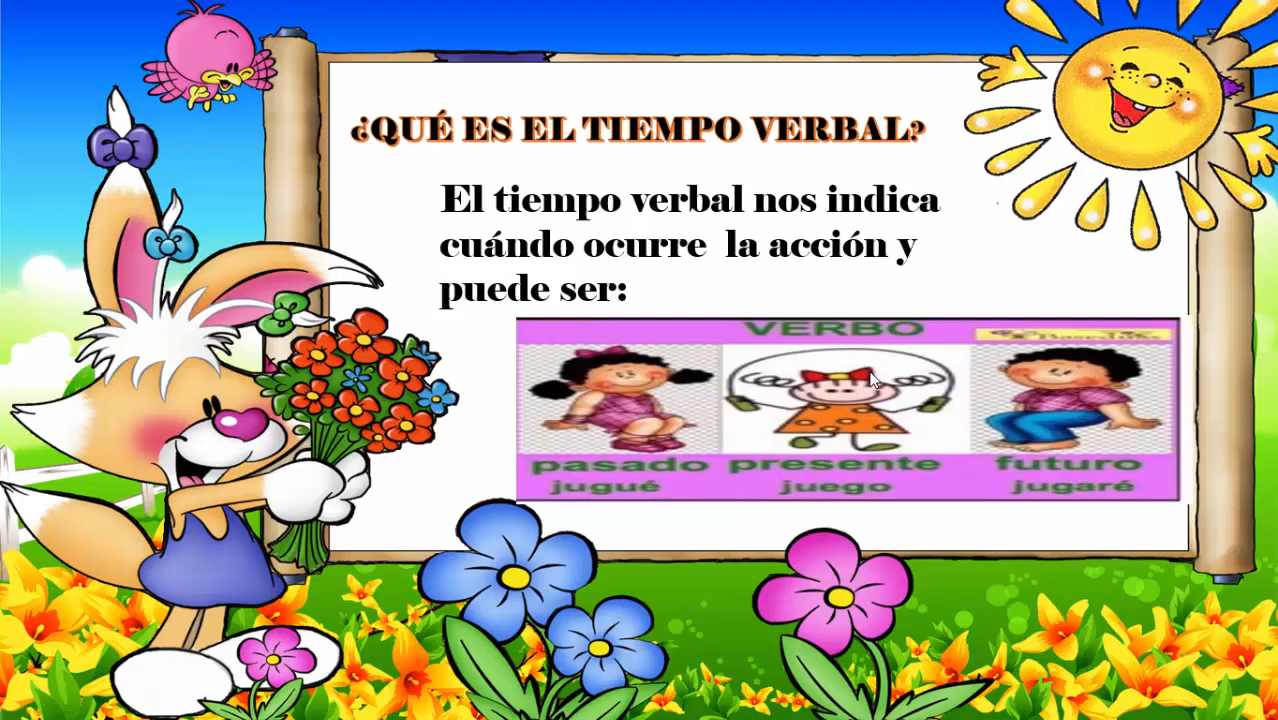 ¿QUÉ ES EL TIEMPO VERBAL?
El tiempo verbal nos indica
cuándo ocurre la acción y
puede ser:
VERBO
pasado presente futuro
jugué juego jugaré